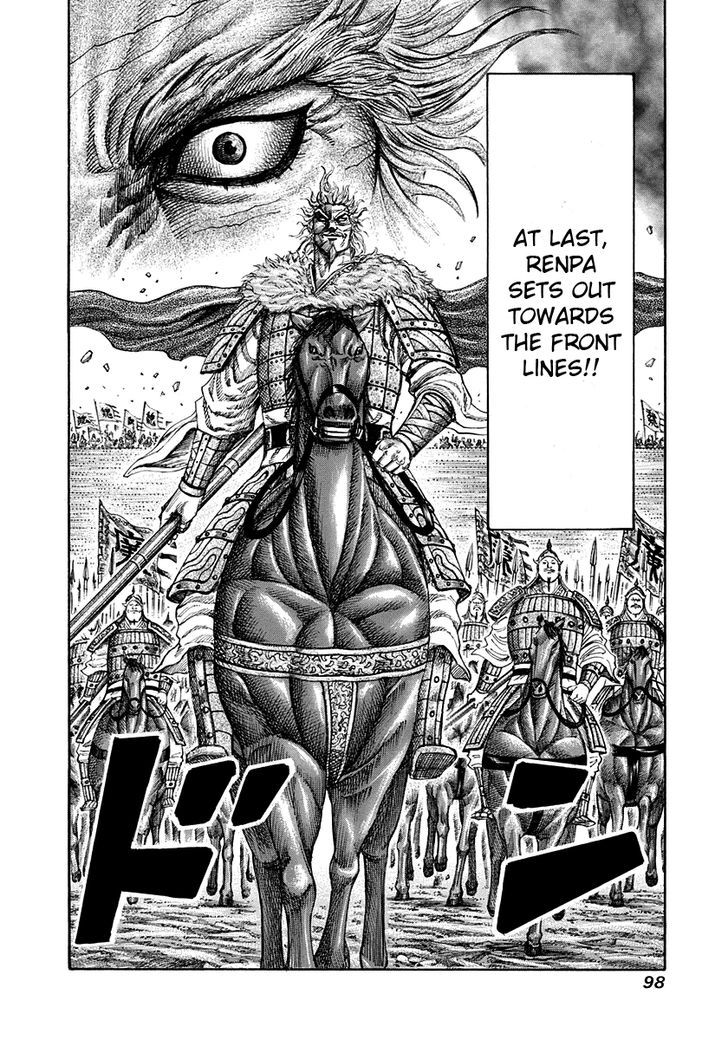 AT LAST,
RENPA
SETS OUT
TOWARDS
THE FRONT
LINES!!
ドン
98